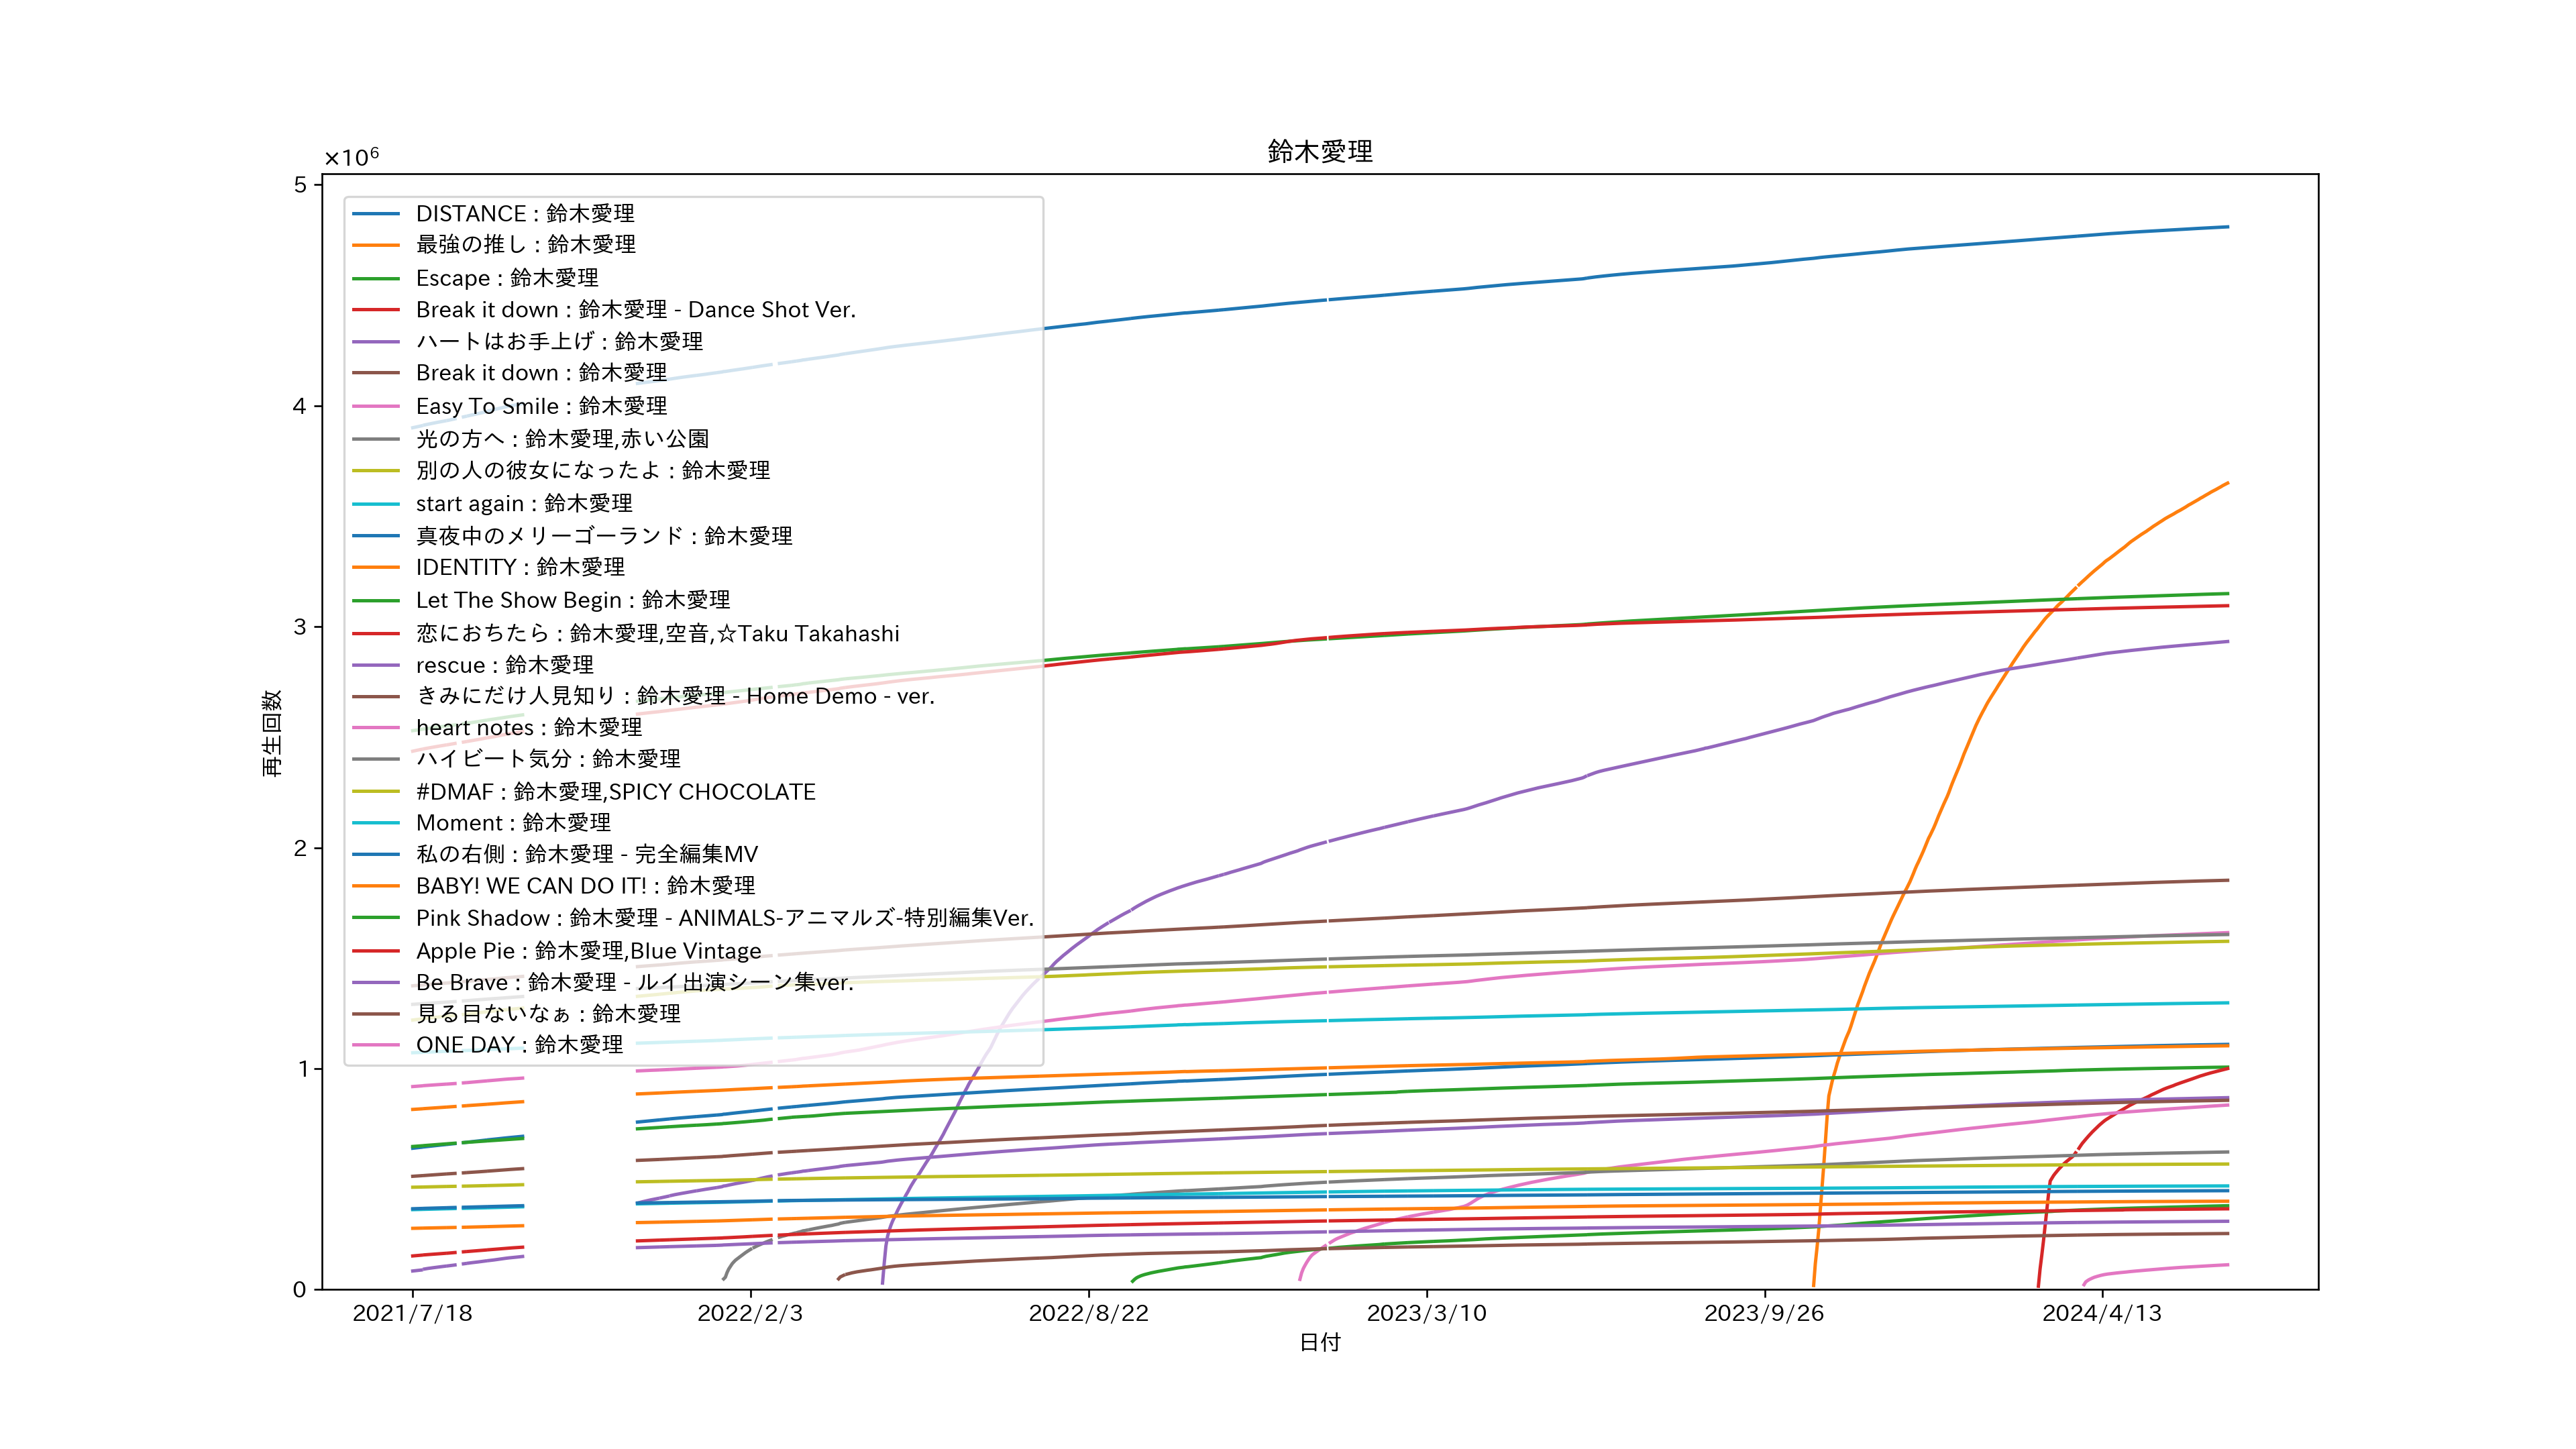 鈴木愛理
×10⁶
5
4
3
2
1
0
再生回数
DISTANCE : 鈴木愛理
最強の推し : 鈴木愛理
Escape : 鈴木愛理
Break it down : 鈴木愛理 - Dance Shot Ver.
ハートはお手上げ : 鈴木愛理
Break it down : 鈴木愛理
Easy To Smile : 鈴木愛理
光の方へ : 鈴木愛理,赤い公園
別の人の彼女になったよ : 鈴木愛理
start again : 鈴木愛理
真夜中のメリーゴーランド : 鈴木愛理
IDENTITY : 鈴木愛理
Let The Show Begin : 鈴木愛理
恋におちたら : 鈴木愛理,空音,☆Taku Takahashi
rescue : 鈴木愛理
きみにだけ人見知り : 鈴木愛理 - Home Demo - ver.
heart notes : 鈴木愛理
ハイビート気分 : 鈴木愛理
#DMAF : 鈴木愛理,SPICY CHOCOLATE
Moment : 鈴木愛理
私の右側 : 鈴木愛理 - 完全編集MV
BABY! WE CAN DO IT! : 鈴木愛理
Pink Shadow : 鈴木愛理 - ANIMALS-アニマルズ-特別編集Ver.
Apple Pie : 鈴木愛理,Blue Vintage
Be Brave : 鈴木愛理 - ルイ出演シーン集ver.
見る目ないなぁ : 鈴木愛理
ONE DAY : 鈴木愛理
2021/7/18
2022/2/3
2022/8/22
2023/3/10
2023/9/26
2024/4/13
日付